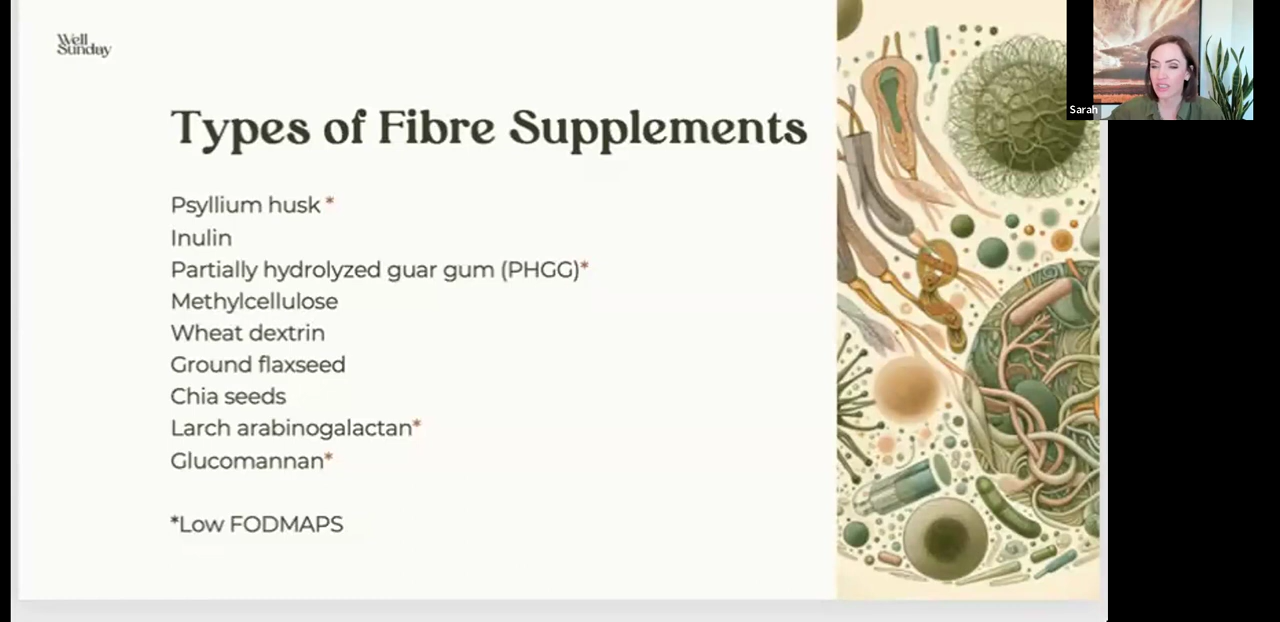 Well
Sunday
Sarah
Types of Fibre Supplements
Psyllium husk *
Inulin
Partially hydrolyzed guar gum (PHGG)*
Methylcellulose
Wheat dextrin
Ground flaxseed
Chia seeds
Larch arabinogalactan*
Glucomannan*
*Low FODMAPS